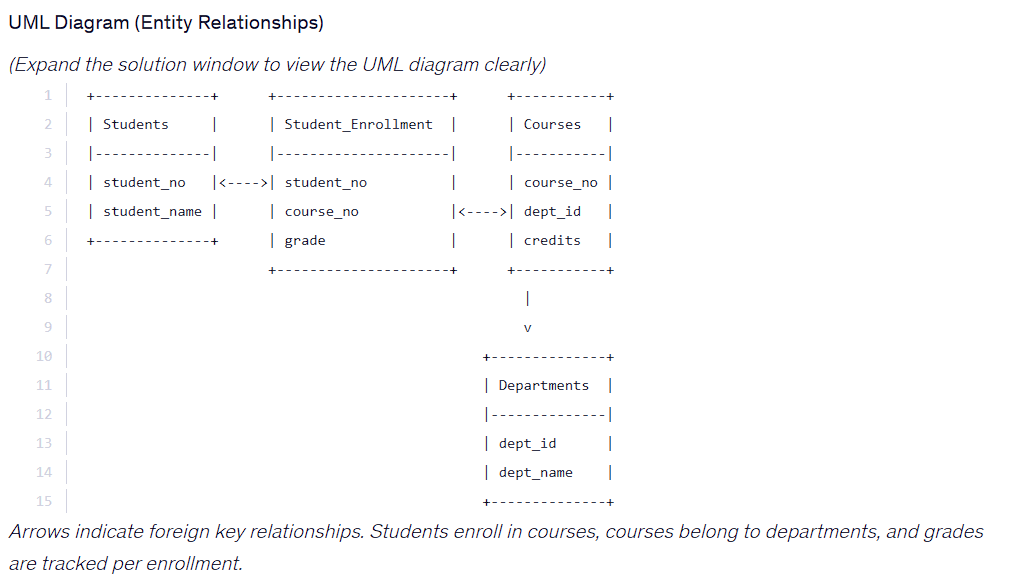 UML Diagram (Entity Relationships)
(Expand the solution window to view the UML diagram clearly)
1 +--------------+      +---------------------+      +-----------+
2 | Students     |      | Student_Enrollment  |      | Courses   |
3 |--------------|      |---------------------|      |-----------|
4 | student_no   |<---->| student_no          |      | course_no |
5 | student_name |      | course_no           |<---->| dept_id   |
6 +--------------+      | grade               |      | credits   |
7                       +---------------------+      +-----------+
8                                                      |
9                                                      v
10                                                +--------------+
11                                                | Departments  |
12                                                |--------------|
13                                                | dept_id      |
14                                                | dept_name    |
15                                                +--------------+
Arrows indicate foreign key relationships. Students enroll in courses, courses belong to departments, and grades
are tracked per enrollment.